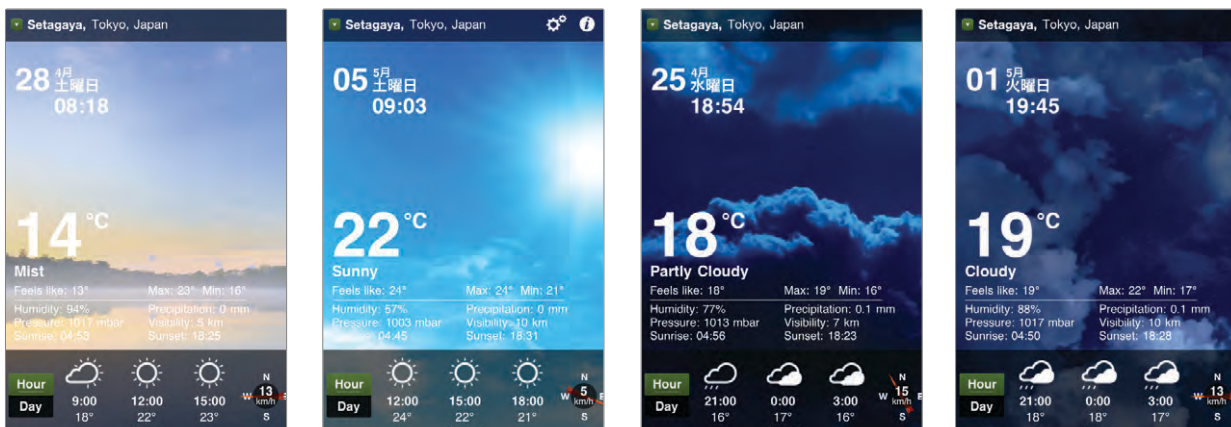 Setagaya, Tokyo, Japan
28 4月 土曜日
08:18
14 °C
Mist
Feels like: 13° Max: 23° Min: 16°
Humidity: 94% Precipitation: 0 mm
Pressure: 1017 mbar Visibility: 5 km
Sunrise: 04:53 Sunset: 18:25
Hour
Day
9:00 12:00 15:00
18° 22° 23°
N
W 13 E
km/h
S
Setagaya, Tokyo, Japan
05 5月 土曜日
09:03
22 °C
Sunny
Feels like: 24° Max: 24° Min: 21°
Humidity: 57% Precipitation: 0 mm
Pressure: 1003 mbar Visibility: 10 km
Sunrise: 04:45 Sunset: 18:31
Hour
Day
12:00 15:00 18:00
24° 22° 21°
N
W 5 E
km/h
S
Setagaya, Tokyo, Japan
25 4月 水曜日
18:54
18 °C
Partly Cloudy
Feels like: 18° Max: 19° Min: 16°
Humidity: 77% Precipitation: 0.1 mm
Pressure: 1013 mbar Visibility: 7 km
Sunrise: 04:56 Sunset: 18:23
Hour
Day
21:00 0:00 3:00
16° 17° 16°
N
W 15 E
km/h
S
Setagaya, Tokyo, Japan
01 5月 火曜日
19:45
19 °C
Cloudy
Feels like: 19° Max: 22° Min: 17°
Humidity: 88% Precipitation: 0.1 mm
Pressure: 1017 mbar Visibility: 10 km
Sunrise: 04:50 Sunset: 18:28
Hour
Day
21:00 0:00 3:00
18° 18° 17°
N
W 13
km/h
S